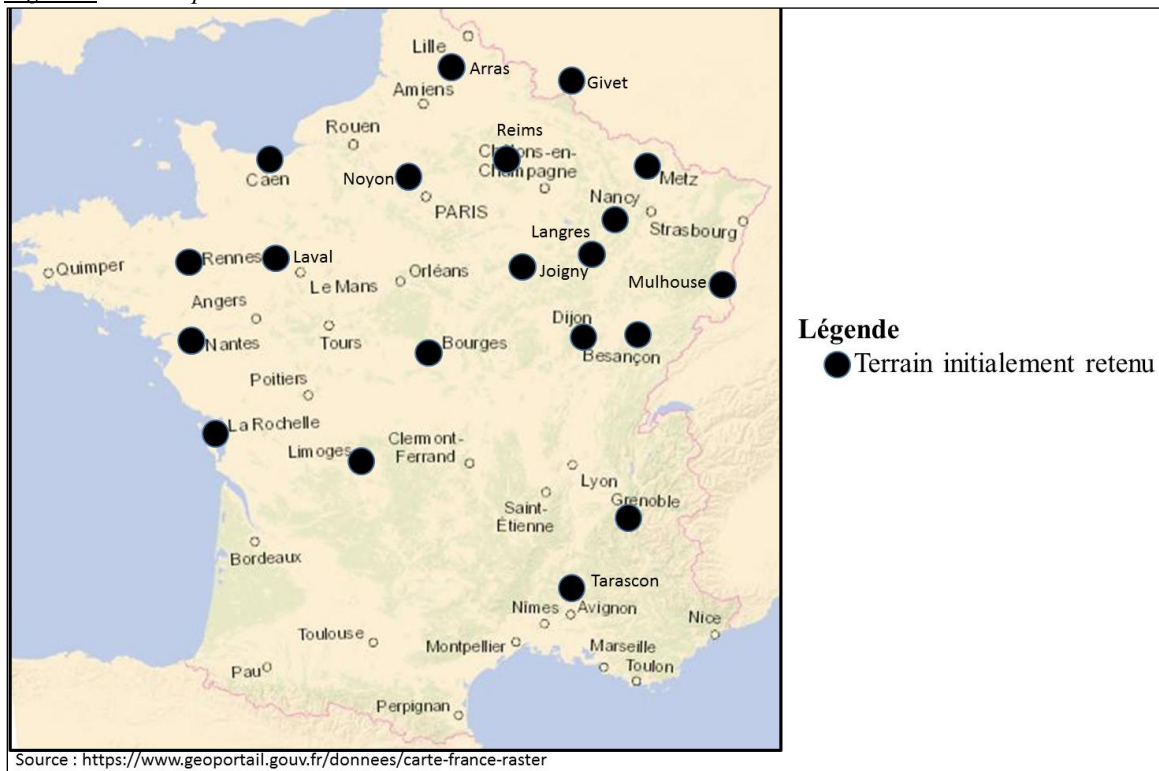 Lille
Arras
Givet
Amiens
Rouen
Reims
Châlons-en-
Champagne
Caen
Noyon
Metz
PARIS
Nancy
Strasbourg
Langres
Rennes
Laval
Quimper
Le Mans
Orléans
Joigny
Mulhouse
Angers
Dijon
Nantes
Tours
Bourges
Besançon
Légende
Terrain initialement retenu
Poitiers
La Rochelle
Limoges
Clermont-
Ferrand
Lyon
Saint-
Étienne
Grenoble
Bordeaux
Tarascon
Nîmes
Avignon
Nice
Toulouse
Montpellier
Marseille
Toulon
Pau
Perpignan
Source : https://www.geoportail.gouv.fr/donnees/carte-france-raster